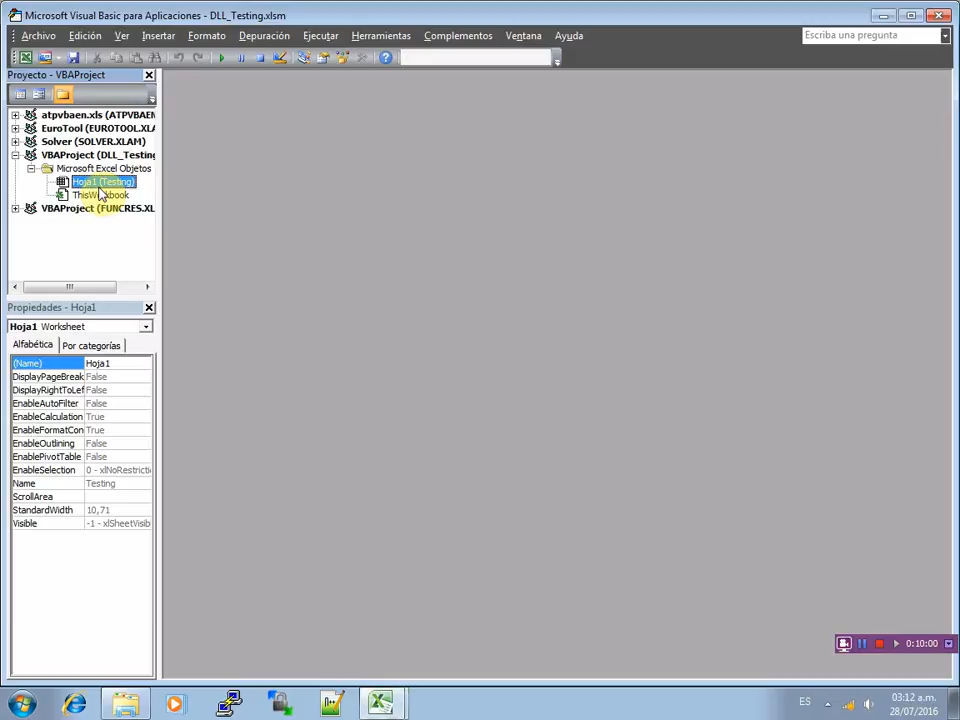 Microsoft Visual Basic para Aplicaciones - DLL_Testing.xlsm
Archivo Edición Ver Insertar Formato Depuración Ejecutar Herramientas Complementos Ventana Ayuda
Escriba una pregunta
Proyecto - VBAProject
atpvbaen.xls (ATPVBAEN
EuroTool (EUROTOOL.XLA
Solver (SOLVER.XLAM)
VBAProject (DLL_Testing
Microsoft Excel Objetos
Hoja1 (Testing)
ThisWorkbook
VBAProject (FUNCRES.XL
Propiedades - Hoja1
Hoja1 Worksheet
Alfabética Por categorías
(Name) Hoja1
DisplayPageBreak False
DisplayRightToLef False
EnableAutoFilter False
EnableCalculation True
EnableFormatCon True
EnableOutlining False
EnablePivotTable False
EnableSelection 0 - xlNoRestricti
Name Testing
ScrollArea
StandardWidth 10,71
Visible -1 - xlSheetVisib
0:10:00
ES
03:12 a.m.
28/07/2016